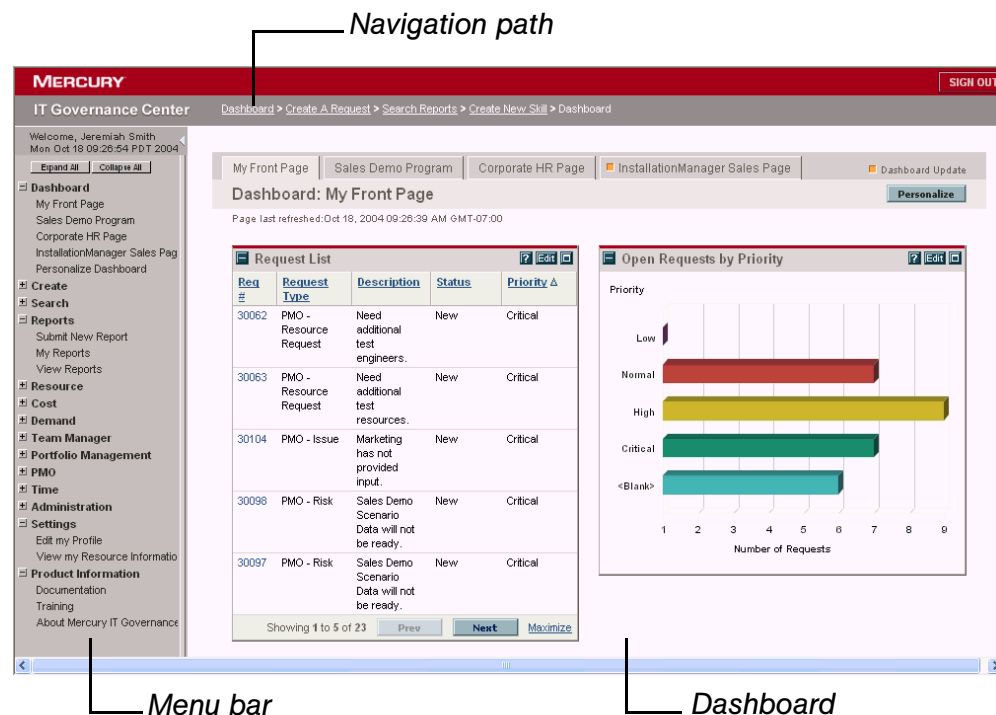 Navigation path
MERCURY
SIGN OUT
IT Governance Center
Dashboard > Create A Request > Search Reports > Create New Skill > Dashboard
Welcome, Jeremiah Smith
Mon Oct 18 09:26:54 PDT 2004
Expand All Collapse All
Dashboard
My Front Page
Sales Demo Program
Corporate HR Page
InstallationManager Sales Pag
Personalize Dashboard
Create
Search
Reports
Submit New Report
My Reports
View Reports
Resource
Cost
Demand
Team Manager
Portfolio Management
PMO
Time
Administration
Settings
Edit my Profile
View my Resource Informatio
Product Information
Documentation
Training
About Mercury IT Governance
My Front Page
Sales Demo Program
Corporate HR Page
InstallationManager Sales Page
Dashboard Update
Dashboard: My Front Page
Personalize
Page last refreshed:Oct 18, 2004 09:26:39 AM GMT-07:00
Request List
? Edit
Req # Request Type Description Status Priority Δ
30062 PMO - Resource Request Need additional test engineers. New Critical
30063 PMO - Resource Request Need additional test resources. New Critical
30104 PMO - Issue Marketing has not provided input. New Critical
30098 PMO - Risk Sales Demo Scenario Data will not be ready. New Critical
30097 PMO - Risk Sales Demo Scenario Data will not be ready. New Critical
Showing 1 to 5 of 23 Prev Next Maximize
Open Requests by Priority
? Edit
Priority
Low
Normal
High
Critical
<Blank>
1 2 3 4 5 6 7 8 9
Number of Requests
Menu bar
Dashboard